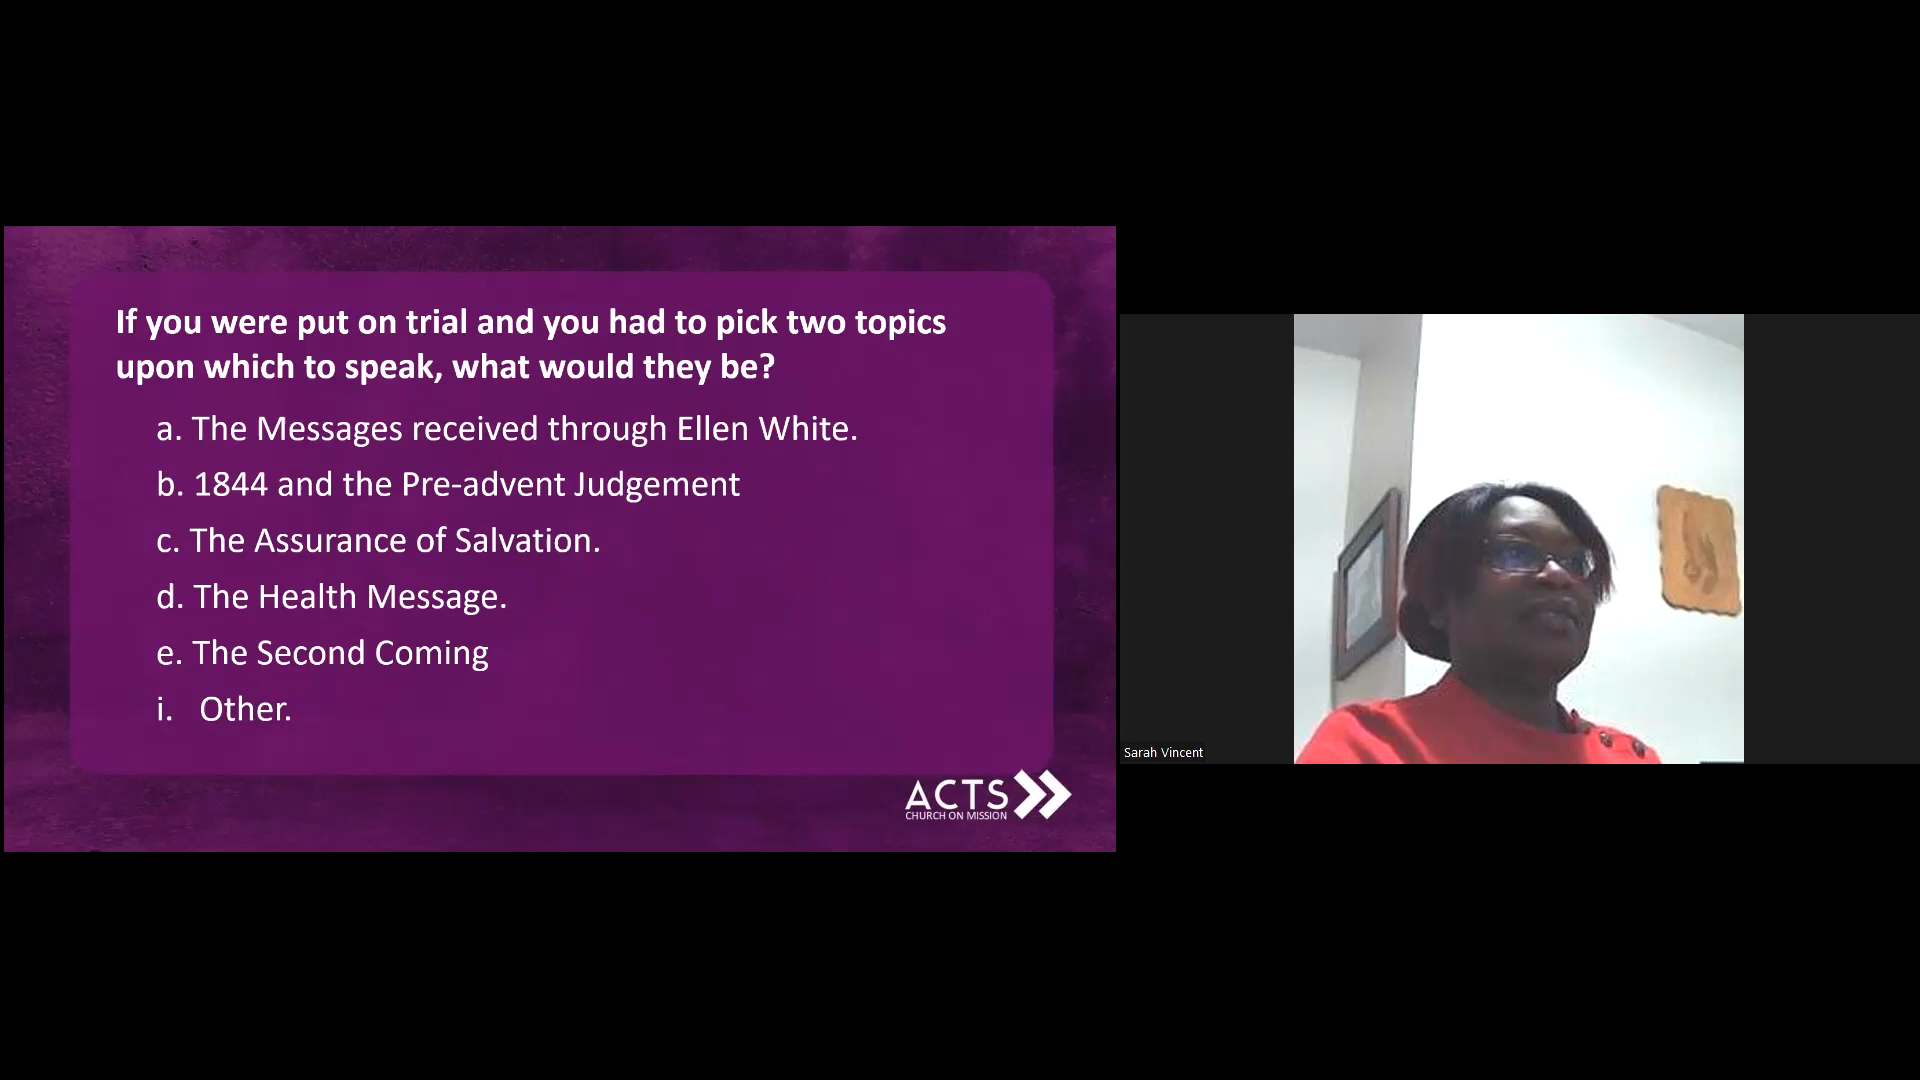 If you were put on trial and you had to pick two topics
upon which to speak, what would they be?
a. The Messages received through Ellen White.
b. 1844 and the Pre-advent Judgement
c. The Assurance of Salvation.
d. The Health Message.
e. The Second Coming
i. Other.
ACTS
CHURCH ON MISSION
Sarah Vincent